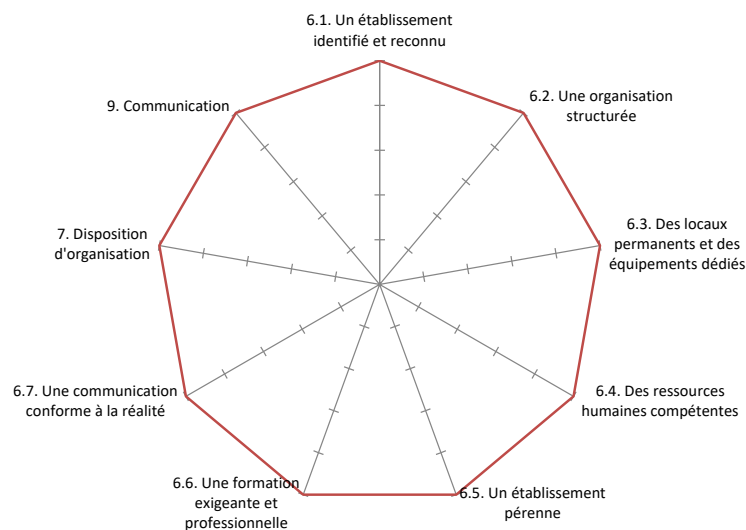 6.1. Un établissement
identifié et reconnu
6.2. Une organisation
structurée
6.3. Des locaux
permanents et des
équipements dédiés
6.4. Des ressources
humaines compétentes
6.5. Un établissement
pérenne
6.6. Une formation
exigeante et
professionnelle
6.7. Une communication
conforme à la réalité
7. Disposition
d'organisation
9. Communication